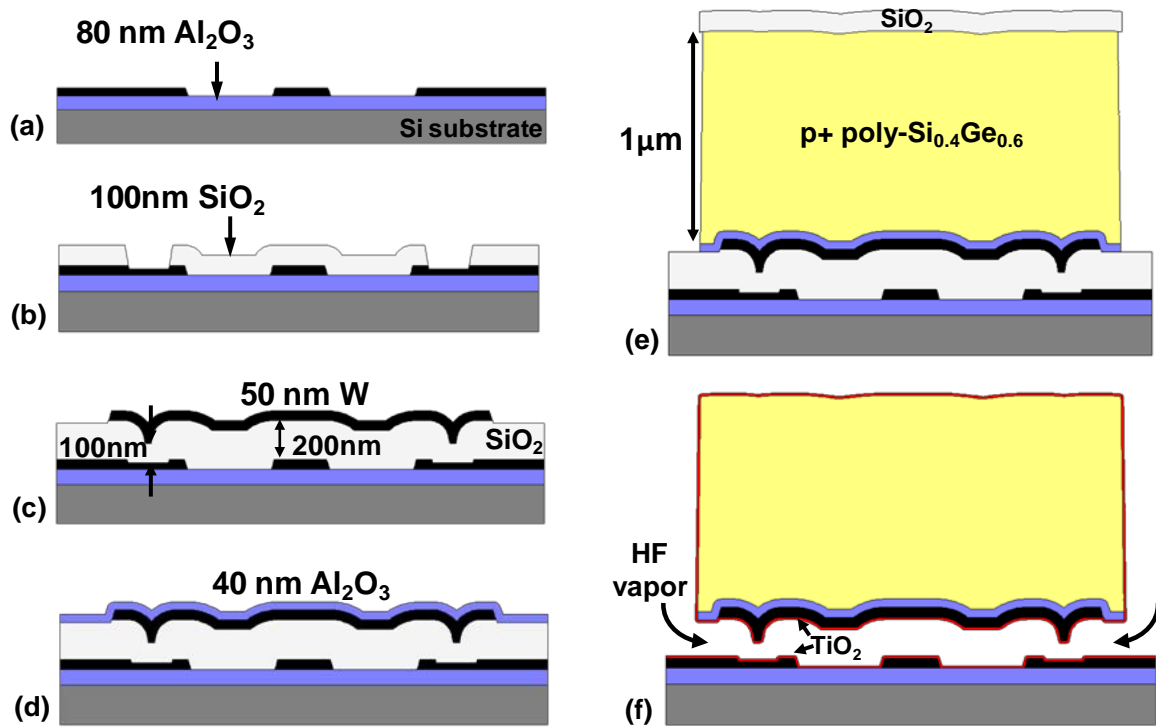 80 nm Al₂O₃
Si substrate
(a)
100nm SiO₂
(b)
50 nm W
100nm
200nm
SiO₂
(c)
40 nm Al₂O₃
(d)
SiO₂
1μm
p+ poly-Si₀.₄Ge₀.₆
(e)
HF
vapor
TiO₂
(f)